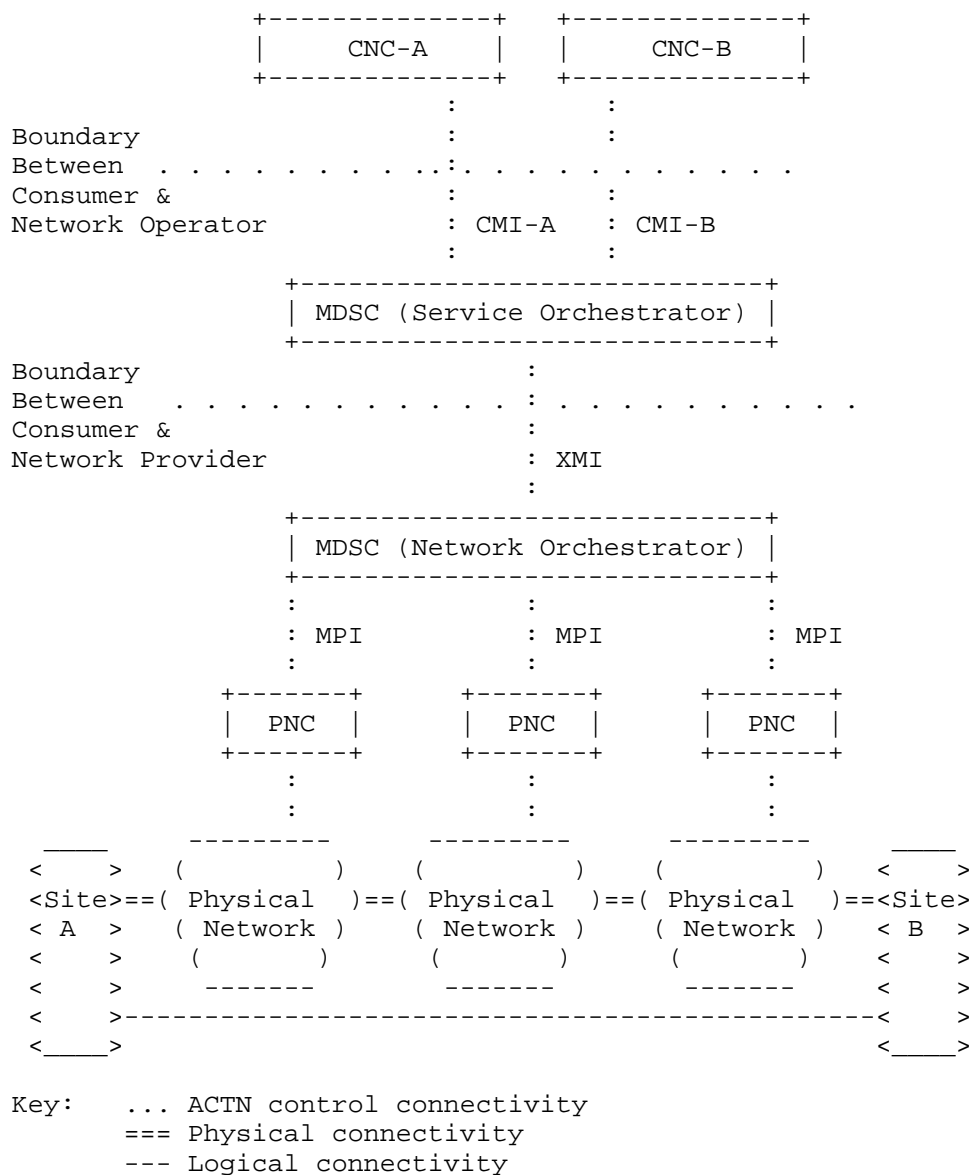 CNC-A CNC-B
Boundary
Between
Consumer &
Network Operator CMI-A CMI-B
MDSC (Service Orchestrator)
Boundary
Between
Consumer &
Network Provider XMI
MDSC (Network Orchestrator)
MPI MPI MPI
PNC PNC PNC
<Site>==( Physical )==( Physical )==( Physical )==<Site>
< A > ( Network ) ( Network ) ( Network ) < B >
Key: ... ACTN control connectivity
=== Physical connectivity
--- Logical connectivity